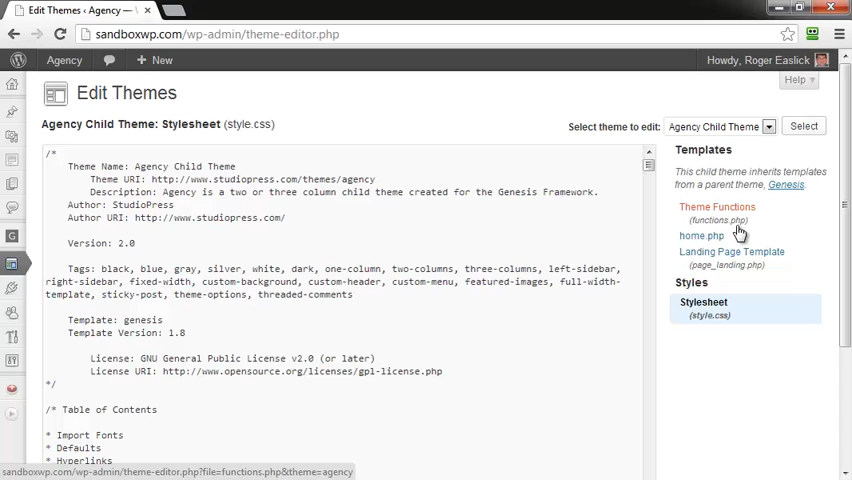 Edit Themes ‹ Agency —
sandboxwp.com/wp-admin/theme-editor.php
Agency
+ New
Howdy, Roger Easlick
Help
Edit Themes
Agency Child Theme: Stylesheet (style.css)
Select theme to edit:
Agency Child Theme
Select
/*
Theme Name: Agency Child Theme
Theme URI: http://www.studiopress.com/themes/agency
Description: Agency is a two or three column child theme created for the Genesis Framework.
Author: StudioPress
Author URI: http://www.studiopress.com/
Version: 2.0
Tags: black, blue, gray, silver, white, dark, one-column, two-columns, three-columns, left-sidebar,
right-sidebar, fixed-width, custom-background, custom-header, custom-menu, featured-images, full-width-
template, sticky-post, theme-options, threaded-comments
Template: genesis
Template Version: 1.8
License: GNU General Public License v2.0 (or later)
License URI: http://www.opensource.org/licenses/gpl-license.php
*/
/* Table of Contents
* Import Fonts
* Defaults
* Hyperlinks
Templates
This child theme inherits templates
from a parent theme, Genesis.
Theme Functions
(functions.php)
home.php
Landing Page Template
(page_landing.php)
Styles
Stylesheet
(style.css)
sandboxwp.com/wp-admin/theme-editor.php?file=functions.php&theme=agency